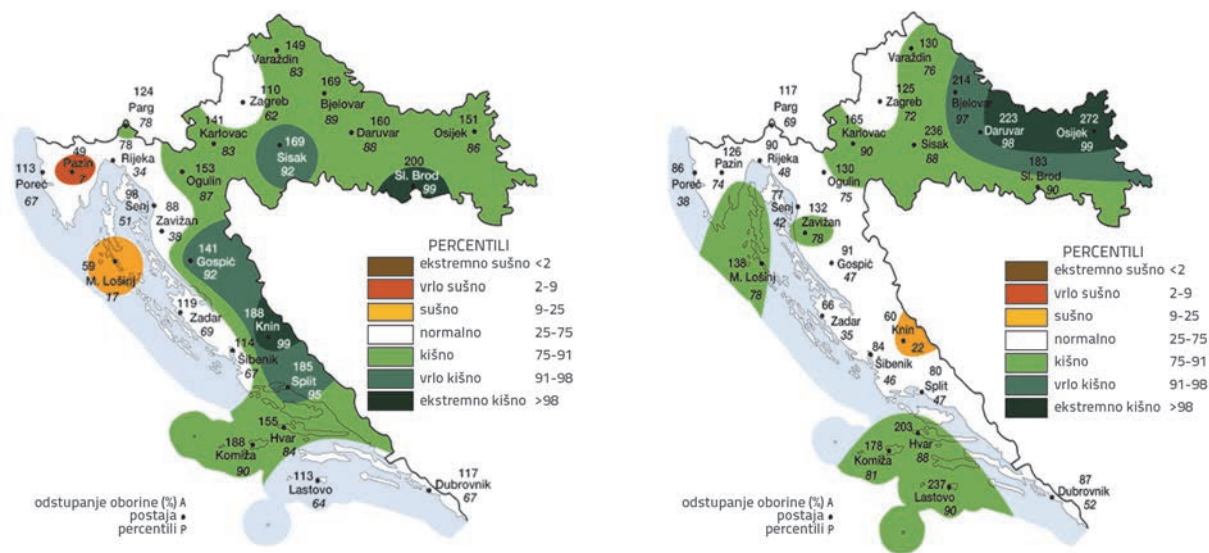 149
Varaždin
83
124
Parg
78
110
Zagreb
62
169
Bjelovar
89
141
Karlovac
83
160
Daruvar
88
151
Osijek
86
169
Sisak
92
49
Pazin
7
78
Rijeka
34
113
Poreč
67
153
Ogulin
87
200
Sl. Brod
99
98
Senj
51
88
Zavižan
38
141
Gospić
92
59
M. Lošinj
17
119
Zadar
69
188
Knin
99
114
Šibenik
67
185
Split
95
155
Hvar
84
188
Komiža
90
113
Lastovo
64
117
Dubrovnik
67
PERCENTILI
ekstremno sušno <2
vrlo sušno 2-9
sušno 9-25
normalno 25-75
kišno 75-91
vrlo kišno 91-98
ekstremno kišno >98
odstupanje oborine (%) A
postaja
percentili P
130
Varaždin
76
117
Parg
69
125
Zagreb
72
214
Bjelovar
97
165
Karlovac
90
223
Daruvar
98
272
Osijek
99
236
Sisak
88
126
Pazin
74
90
Rijeka
48
86
Poreč
38
130
Ogulin
75
183
Sl. Brod
90
77
Senj
42
132
Zavižan
78
91
Gospić
47
138
M. Lošinj
78
66
Zadar
35
60
Knin
22
84
Šibenik
46
80
Split
47
203
Hvar
88
178
Komiža
81
237
Lastovo
90
87
Dubrovnik
52
PERCENTILI
ekstremno sušno <2
vrlo sušno 2-9
sušno 9-25
normalno 25-75
kišno 75-91
vrlo kišno 91-98
ekstremno kišno >98
odstupanje oborine (%) A
postaja
percentili P